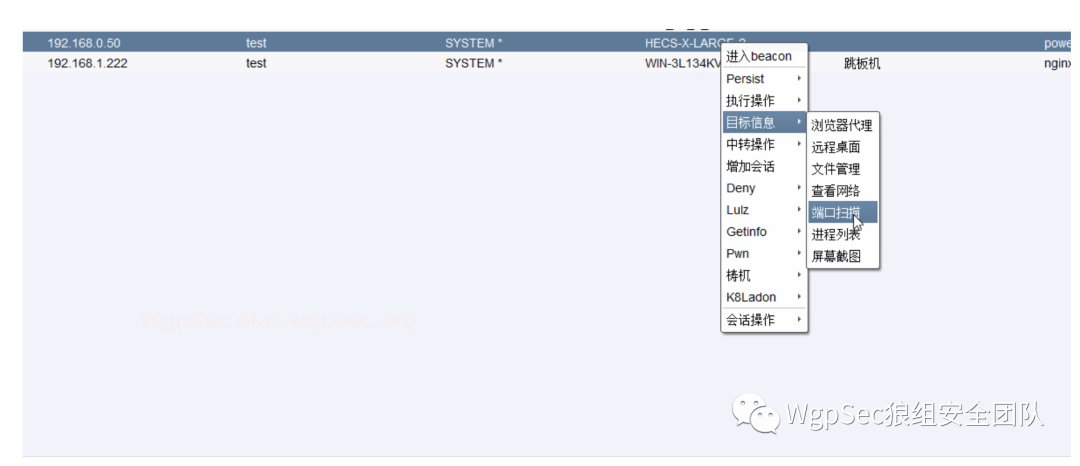 192.168.0.50 test SYSTEM * HECS-X-LARGE-2 powe
192.168.1.222 test SYSTEM * WIN-3L134KV 跳板机 nginx
进入beacon
Persist
执行操作
目标信息
中转操作
增加会话
Deny
Lulz
Getinfo
Pwn
梼杌
K8Ladon
会话操作
浏览器代理
远程桌面
文件管理
查看网络
端口扫描
进程列表
屏幕截图
WgpSec狼组安全团队